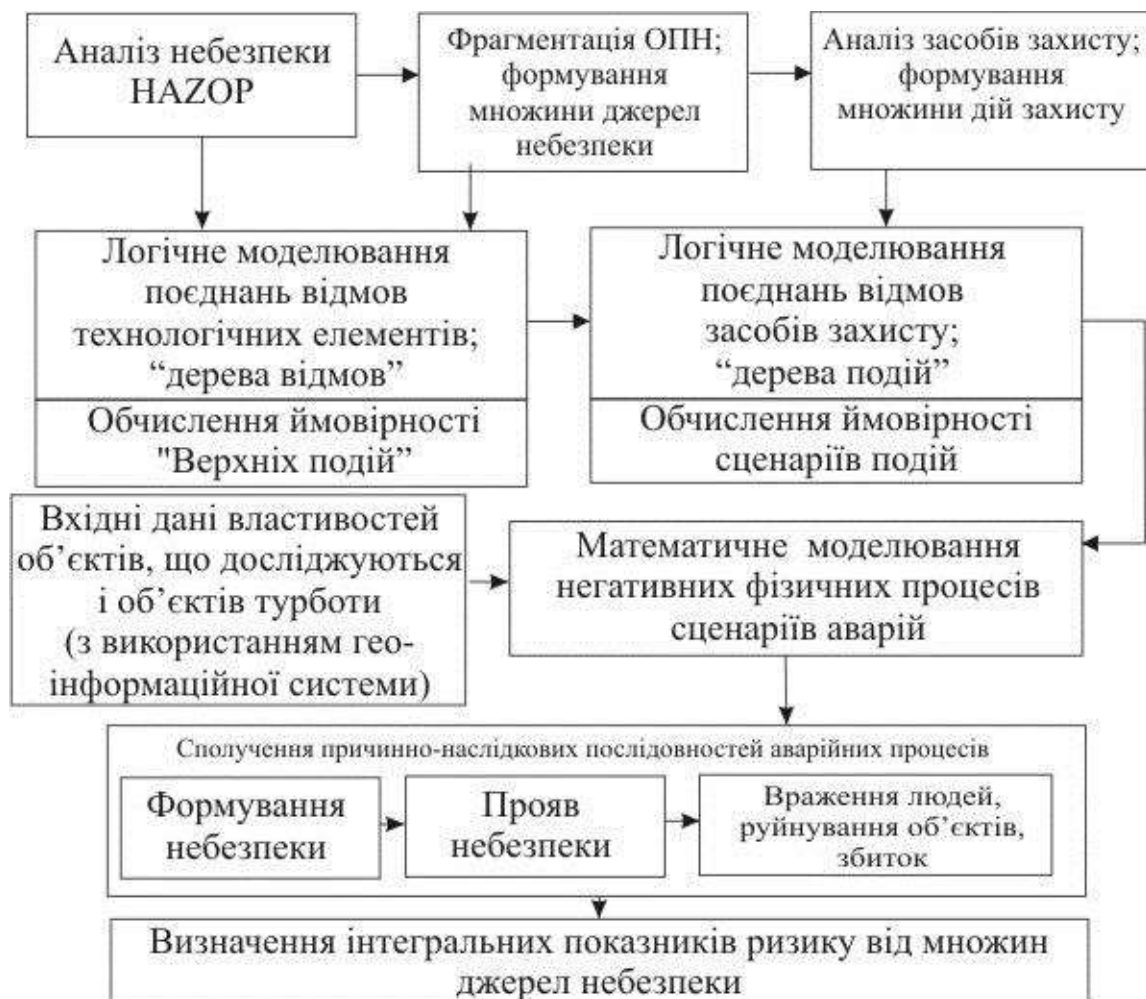 Аналіз небезпеки
HAZOP
Фрагментація ОПН;
формування
множини джерел
небезпеки
Аналіз засобів захисту;
формування
множини дій захисту
Логічне моделювання
поєднань відмов
технологічних елементів;
“дерева відмов”
Обчислення ймовірності
"Верхніх подій”
Логічне моделювання
поєднань відмов
засобів захисту;
“дерева подій”
Обчислення ймовірності
сценаріїв подій
Вхідні дані властивостей
об’єктів, що досліджуються
і об’єктів турботи
(з використанням гео-
інформаційної системи)
Математичне моделювання
негативних фізичних процесів
сценаріїв аварій
Сполучення причинно-наслідкових послідовностей аварійних процесів
Формування
небезпеки
Прояв
небезпеки
Враження людей,
руйнування об’єктів,
збиток
Визначення інтегральних показників ризику від множин
джерел небезпеки